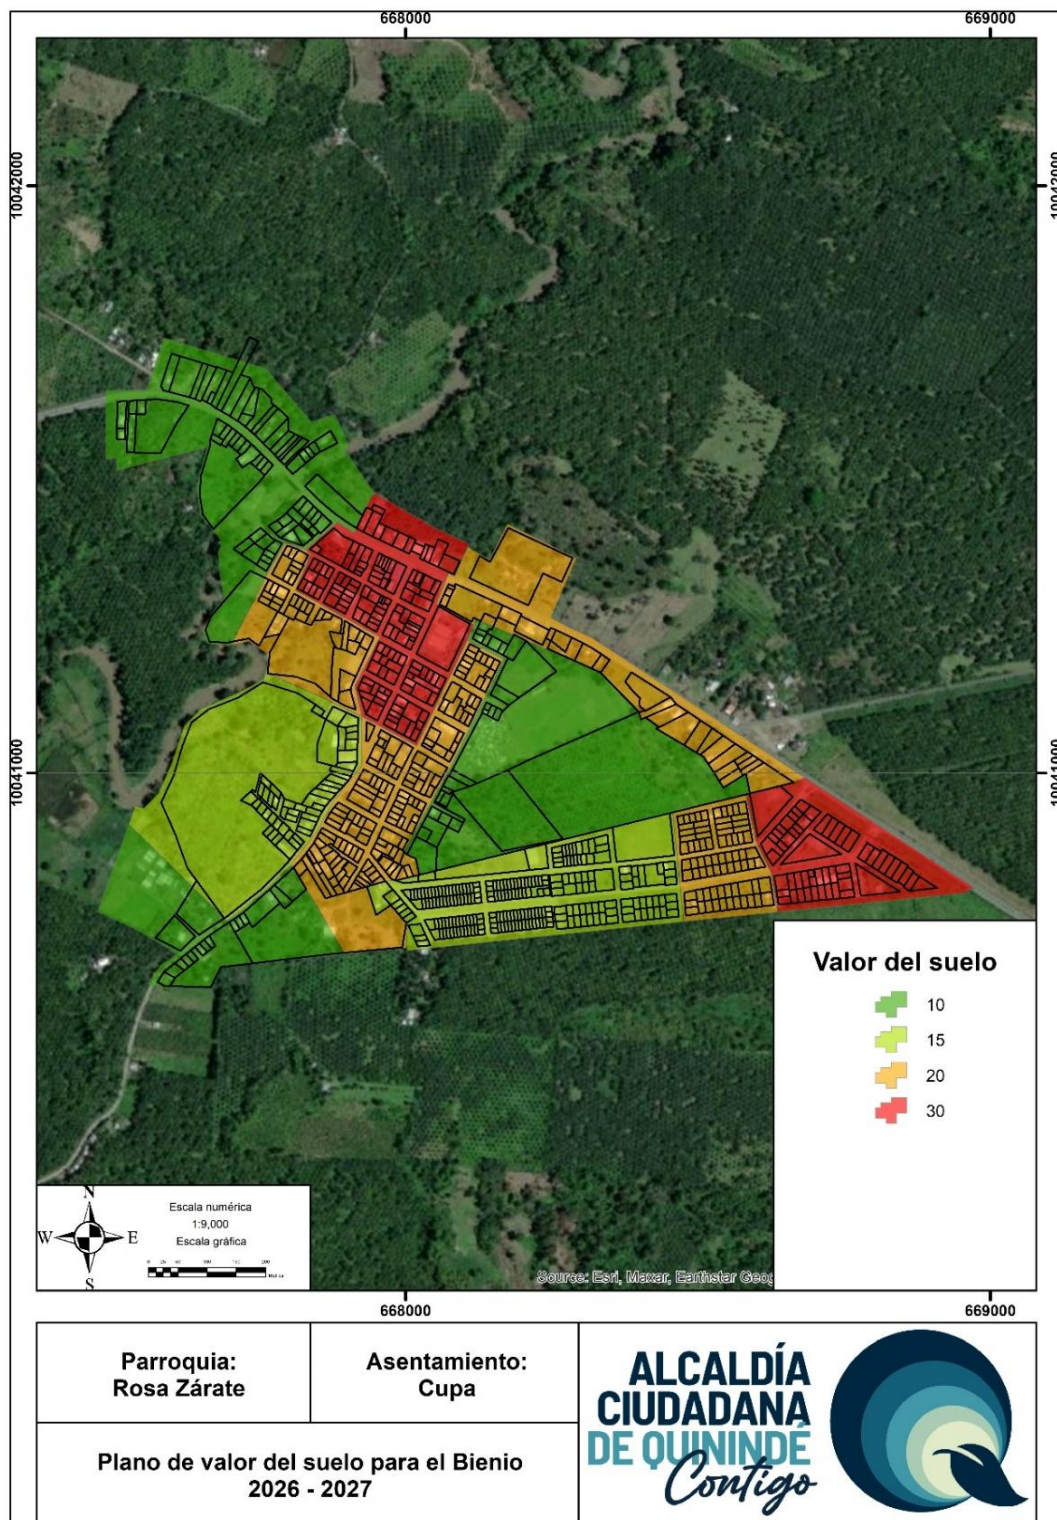 668000
669000
10042000
10042000
10041000
10041000
Valor del suelo
10
15
20
30
N
W
E
S
Escala numérica
1:9,000
Escala gráfica
Source: Esri, Maxar, Earthstar Geog
668000
669000
Parroquia:
Rosa Zárate
Asentamiento:
Cupa
Plano de valor del suelo para el Bienio
2026 - 2027
ALCALDÍA
CIUDADANA
DE QUININDÉ
Contigo